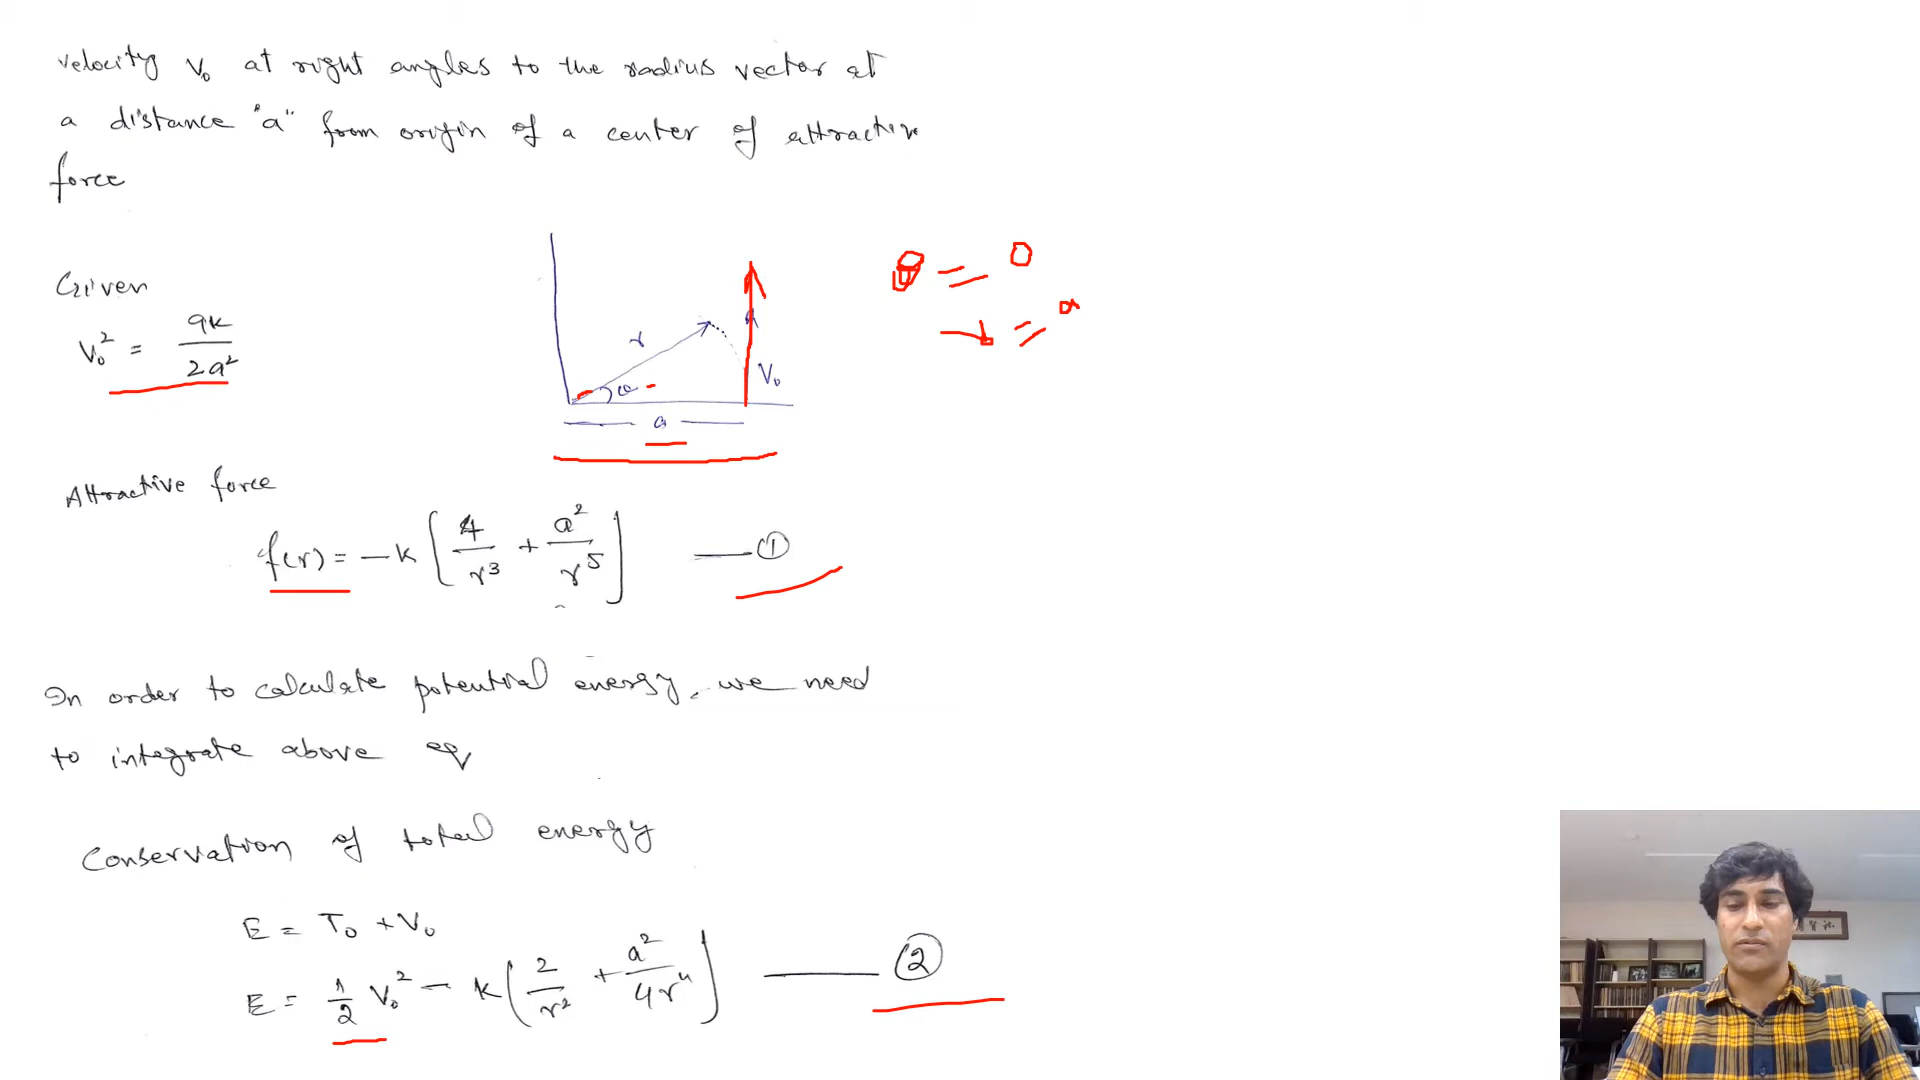 velocity V₀ at right angles to the radius vector at
a distance "a" from origin of a center of attractive
force
Given
V₀² = 9k / 2a²
r
θ
V₀
a
θ = 0
r = a
Attractive force
f(r) = -k [ 4/r³ + a²/r⁵ ] —— ①
In order to calculate potential energy, we need
to integrate above eq
Conservation of total energy
E = T₀ + V₀
E = 1/2 V₀² - k ( 2/r² + a²/4r⁴ ) —— ②